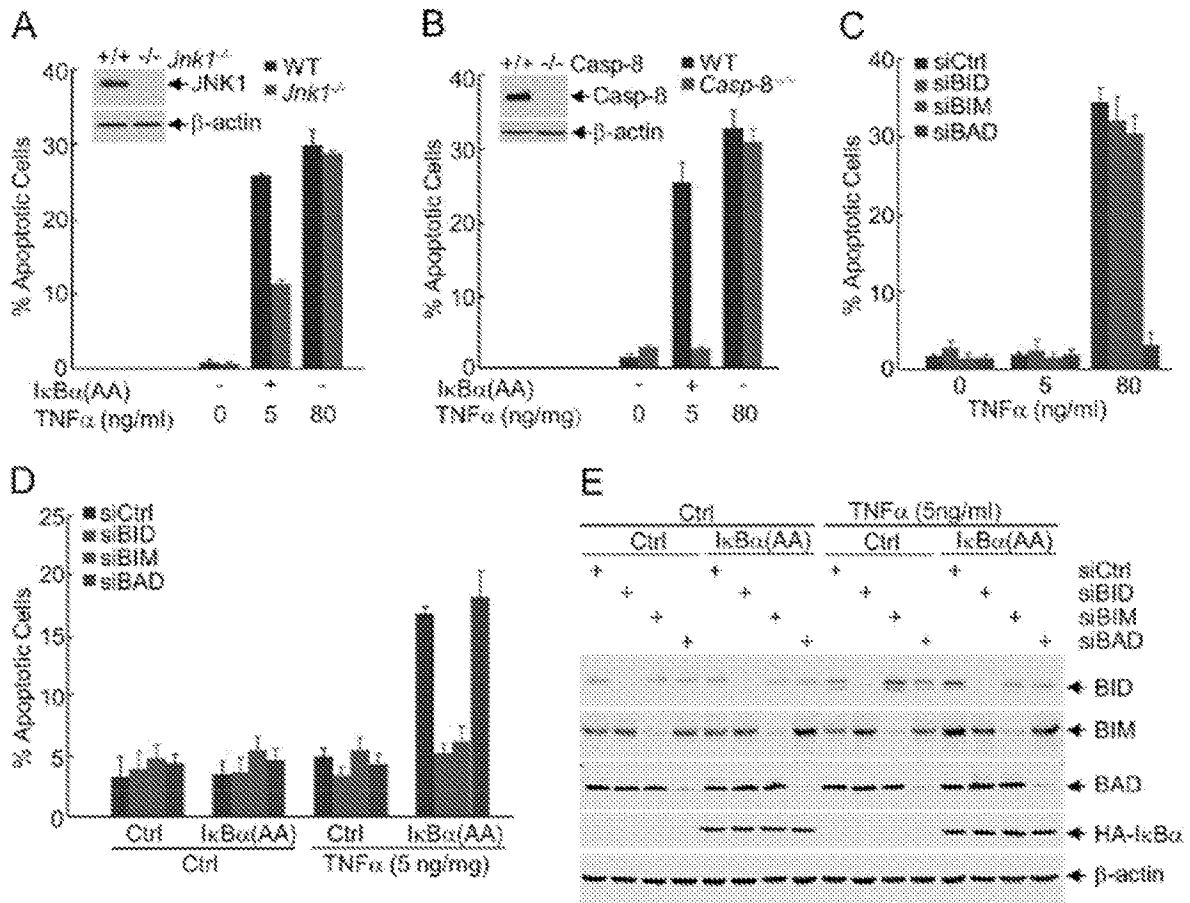 A
+/+ -/- Jnk1-/-
JNK1
β-actin
WT
Jnk1-/-
% Apoptotic Cells
40
30
20
10
0
IκBα(AA) - + -
TNFα (ng/ml) 0 5 80
B
+/+ -/- Casp-8
Casp-8
β-actin
WT
Casp-8-/-
% Apoptotic Cells
40
30
20
10
0
IκBα(AA) - + -
TNFα (ng/mg) 0 5 80
C
siCtrl
siBID
siBIM
siBAD
% Apoptotic Cells
40
30
20
10
0
0 5 80
TNFα (ng/ml)
D
siCtrl
siBID
siBIM
siBAD
% Apoptotic Cells
25
20
15
10
5
0
Ctrl IκBα(AA) Ctrl IκBα(AA)
Ctrl TNFα (5 ng/mg)
E
Ctrl TNFα (5ng/ml)
Ctrl IκBα(AA) Ctrl IκBα(AA)
+ + + + siCtrl
+ + + + siBID
+ + + + siBIM
+ + + + siBAD
BID
BIM
BAD
HA-IκBα
β-actin